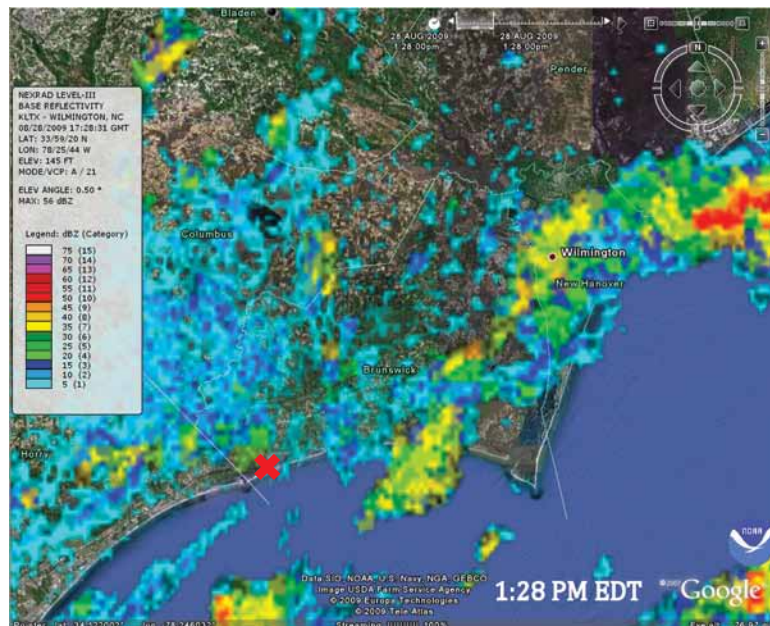 Bladen
28 AUG 2009
1:28 00pm
28 AUG 2009
1:28 00pm
Pender
N
NEXRAD LEVEL-III
BASE REFLECTIVITY
KLTX - WILMINGTON, NC
08/28/2009 17:28:31 GMT
LAT: 33/59/20 N
LON: 78/25/44 W
ELEV: 145 FT
MODE/VCP: A / 21
ELEV ANGLE: 0.50 °
MAX: 56 dBZ
Legend: dBZ (Category)
75 (15)
70 (14)
65 (13)
60 (12)
55 (11)
50 (10)
45 (9)
40 (8)
35 (7)
30 (6)
25 (5)
20 (4)
15 (3)
10 (2)
5 (1)
Columbus
Wilmington
New Hanover
Brunswick
Horry
NOAA
Data SIO, NOAA, U.S. Navy, NGA, GEBCO
Image USDA Farm Service Agency
© 2009 Europa Technologies
© 2009 Tele Atlas
1:28 PM EDT
©2007 Google